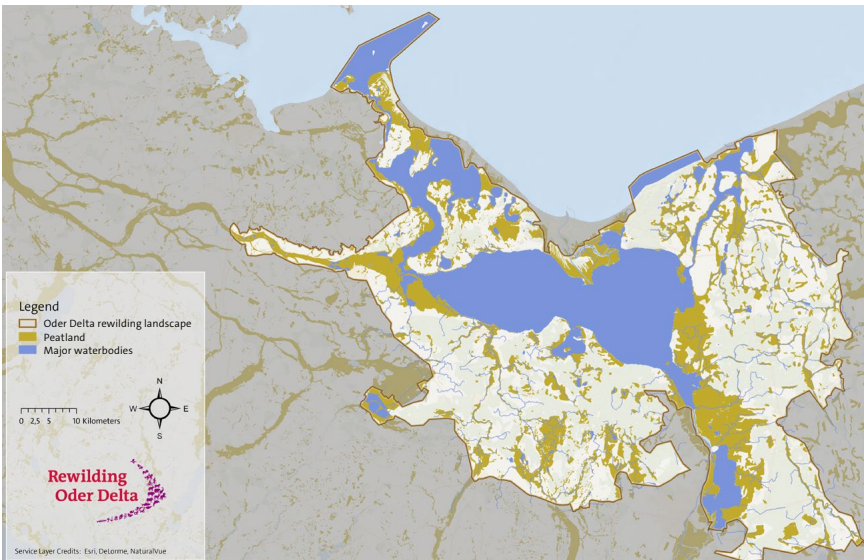 Legend
Oder Delta rewilding landscape
Peatland
Major waterbodies
N
W E
S
0 2,5 5 10 Kilometers
Rewilding
Oder Delta
Service Layer Credits: Esri, DeLorme, NaturalVue